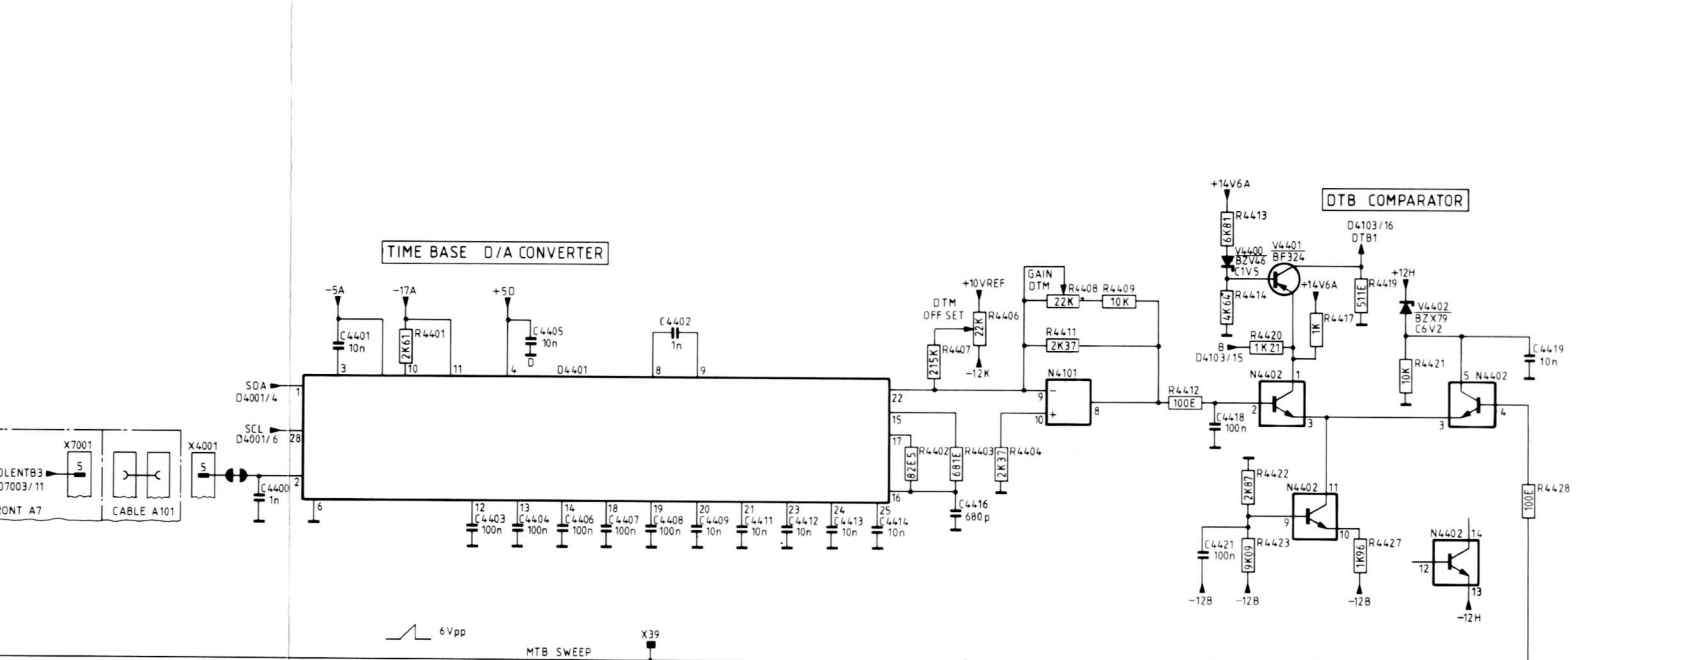 TIME BASE D/A CONVERTER
DTB COMPARATOR
-5A
C4401
10n
3
-17A
2K61
R4401
10
11
+5D
C4405
10n
D
4
C4402
1n
8
9
D4401
SDA
D4001/4
1
SCL
D4001/6
28
2
X7001
5
OLENTB3
D7003/11
RONT A7
CABLE A101
X4001
5
C4400
1n
6
12
C4403
100n
13
C4404
100n
14
C4406
100n
18
C4407
100n
19
C4408
100n
20
C4409
10n
21
C4411
10n
23
C4412
10n
24
C4413
10n
25
C4414
10n
22
15
17
16
82E5
R4402
681E
R4403
C4416
680p
2K37
R4404
DTM
OFFSET
+10VREF
22K
R4406
-12K
215K
R4407
GAIN
DTM
22K
R4408
R4409
10K
R4411
2K37
N4101
9
-
10
+
8
R4412
100E
C4418
100n
+14V6A
6K81
R4413
V4400
BZV46
C1V5
4K64
R4414
V4401
BF324
+14V6A
1K
R4417
R4420
1K21
B
D4103/15
D4103/16
DTB1
511E
R4419
N4402
1
2
3
+12H
V4402
BZX79
C6V2
10K
R4421
5
N4402
4
3
C4419
10n
100E
R4428
R4422
2K87
N4402
11
9
10
C4421
100n
9K09
R4423
1K96
R4427
-12B
-12B
-12B
N4402
14
12
13
-12H
6Vpp
X39
MTB SWEEP